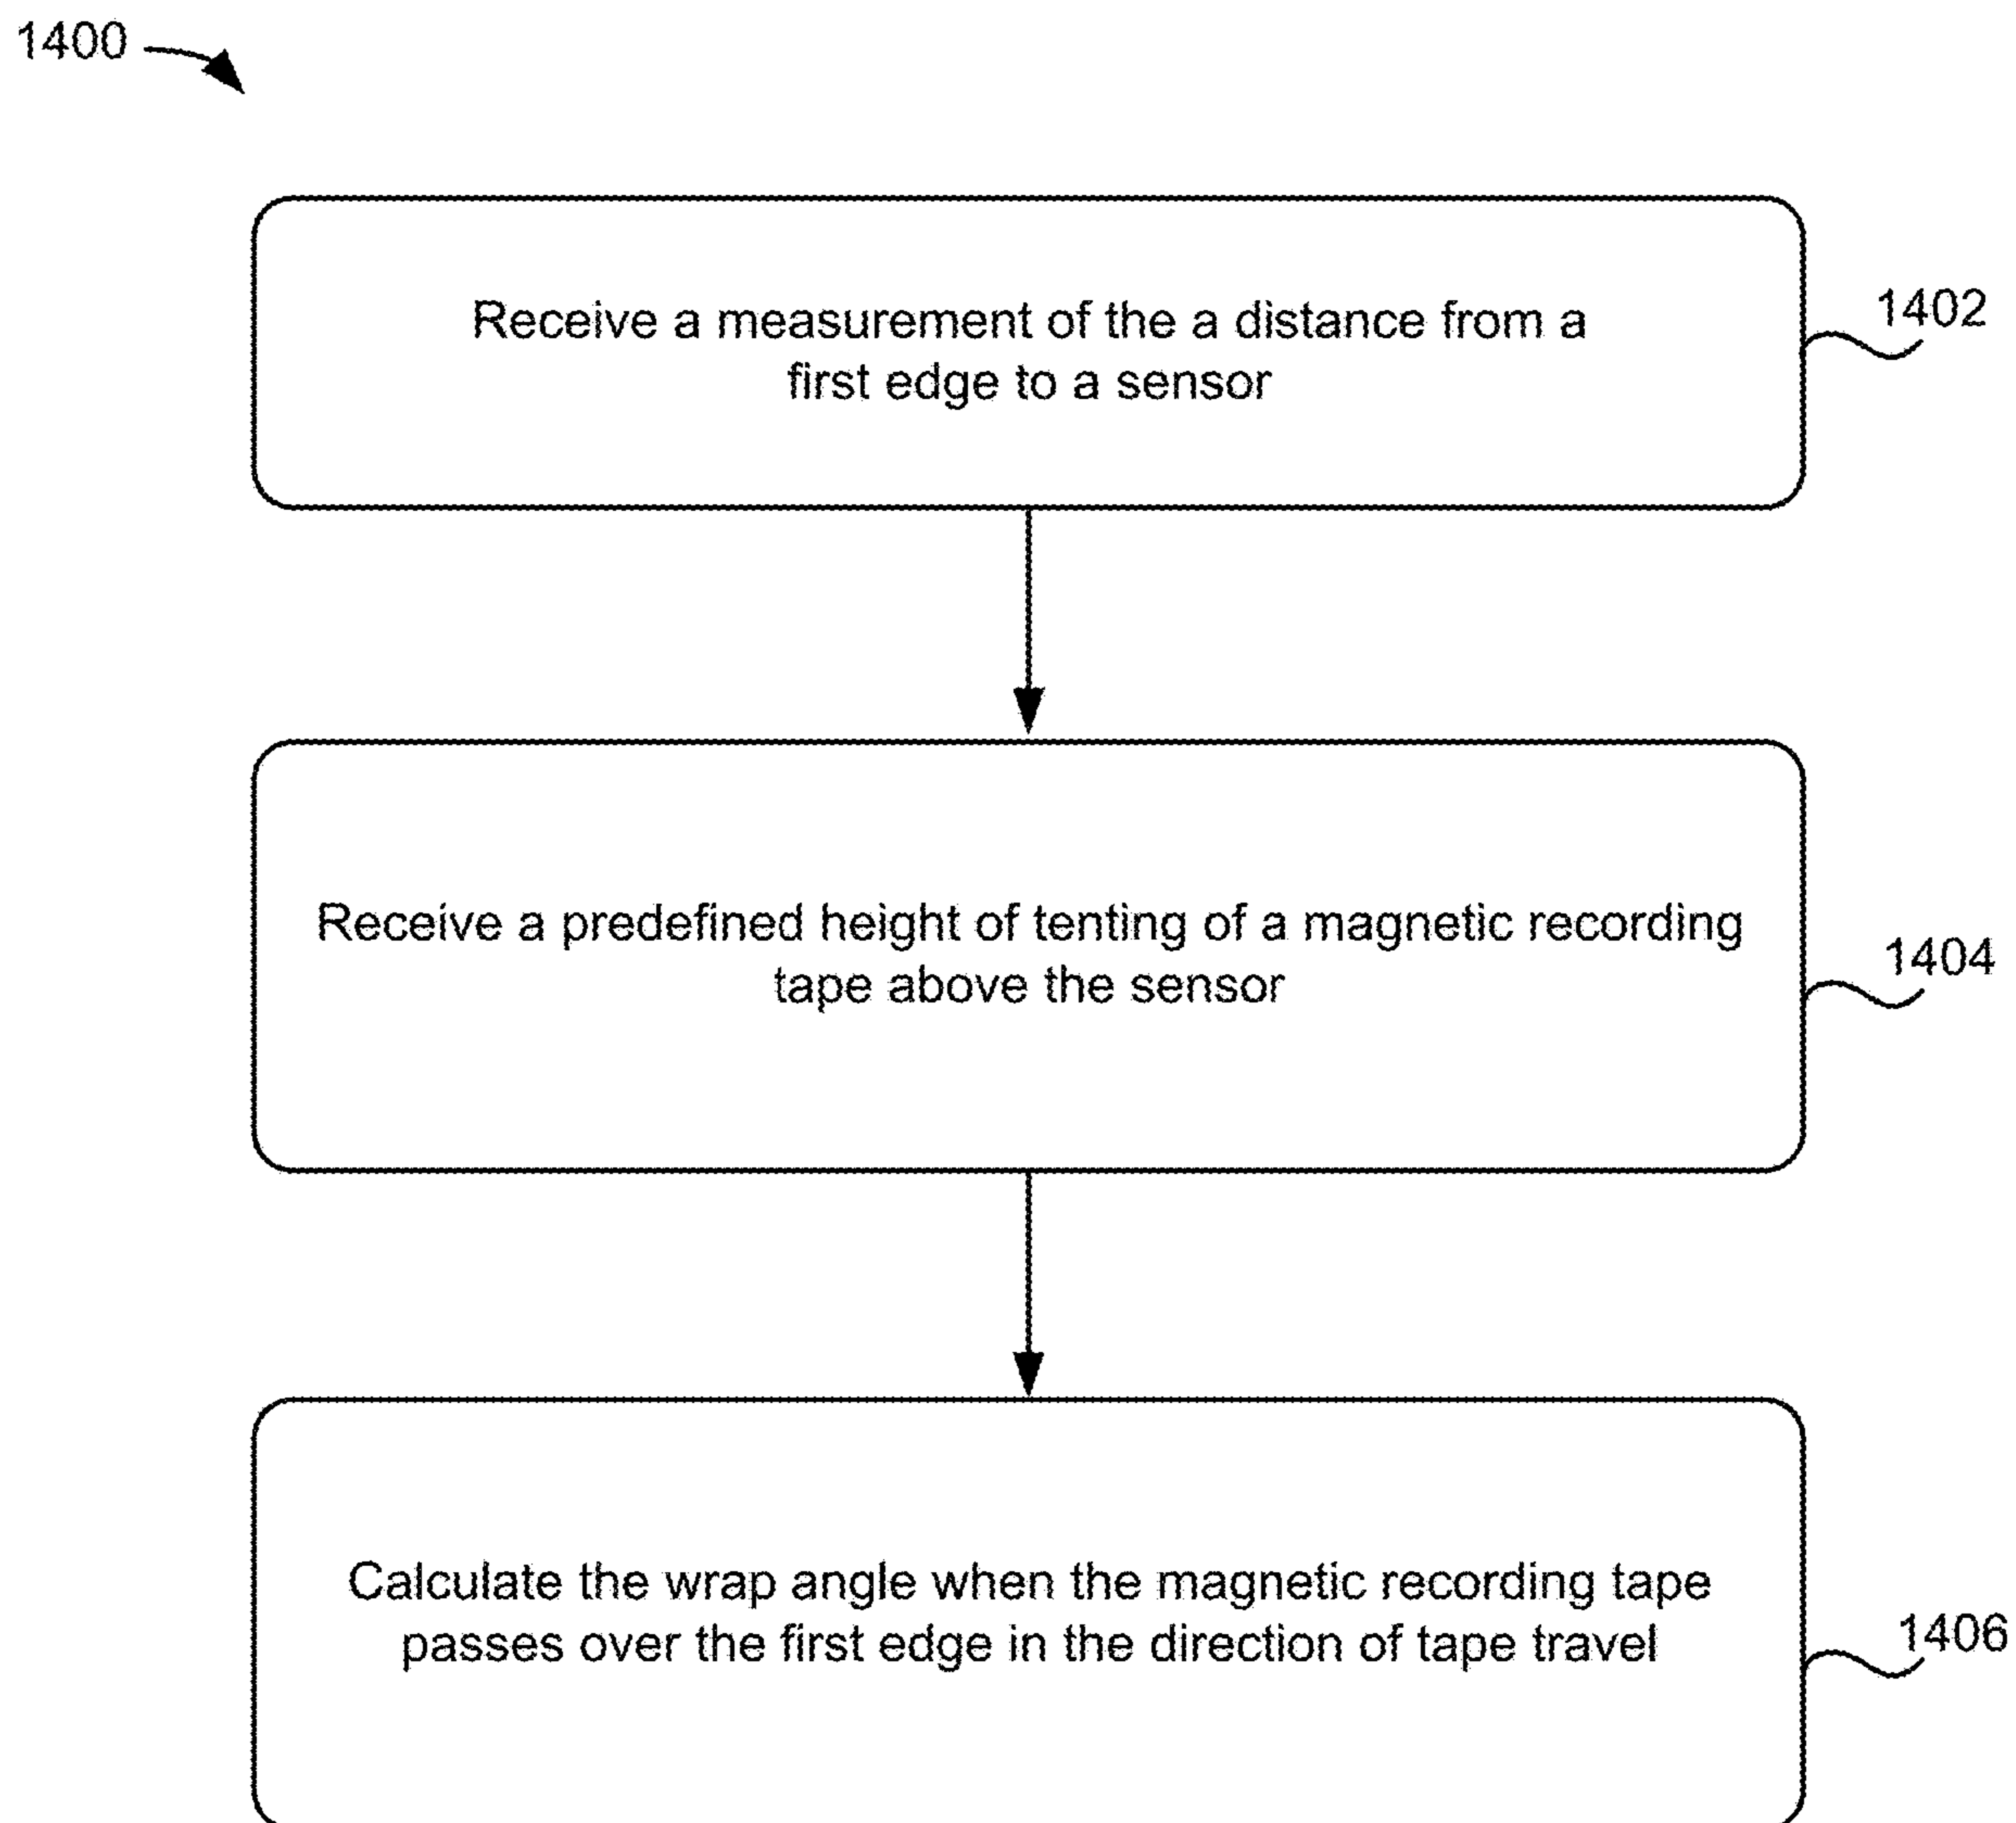 1400
Receive a measurement of the a distance from a
first edge to a sensor
1402
Receive a predefined height of tenting of a magnetic recording
tape above the sensor
1404
Calculate the wrap angle when the magnetic recording tape
passes over the first edge in the direction of tape travel
1406